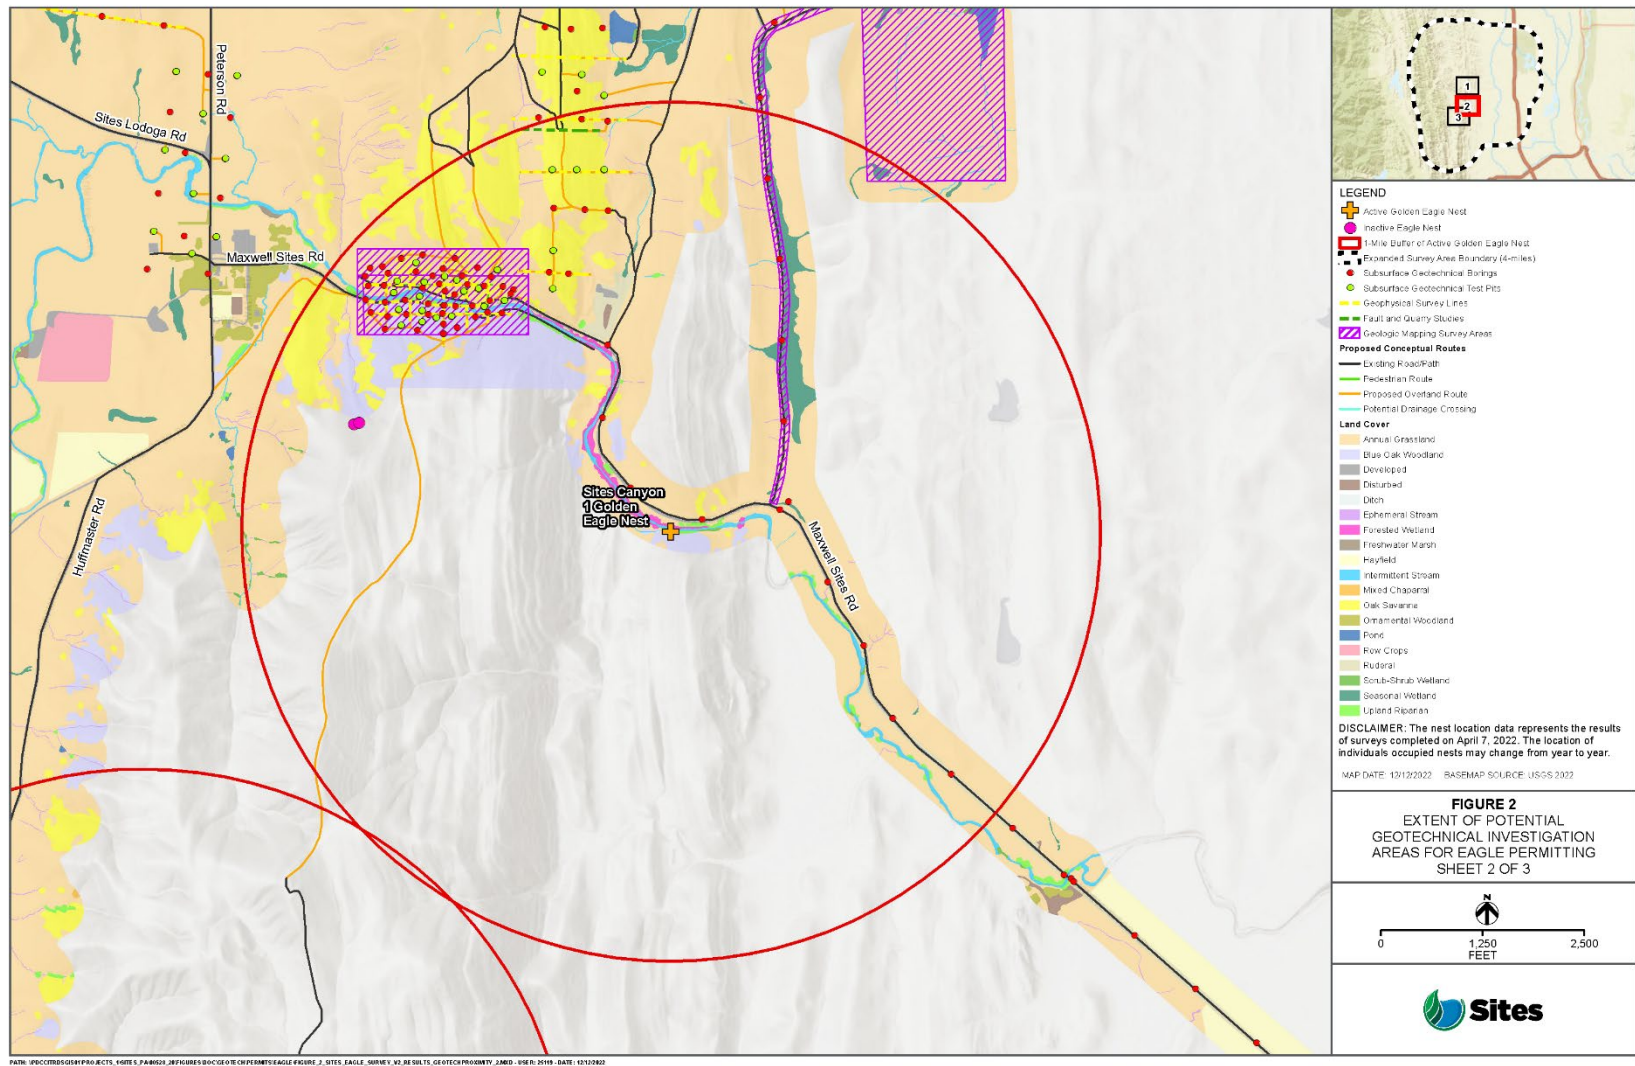 Peterson Rd
Sites Lodoga Rd
Maxwell Sites Rd
Huffmaster Rd
Sites Canyon
1 Golden
Eagle Nest
Maxwell Sites Rd
1
2
3
LEGEND
Active Golden Eagle Nest
Inactive Eagle Nest
1-Mile Buffer of Active Golden Eagle Nest
Expanded Survey Area Boundary (4-miles)
Subsurface Geotechnical Borings
Subsurface Geotechnical Test Pits
Geophysical Survey Lines
Fault and Quarry Studies
Geologic Mapping Survey Areas
Proposed Conceptual Routes
Existing Road/Path
Pedestrian Route
Proposed Overland Route
Potential Drainage Crossing
Land Cover
Annual Grassland
Blue Oak Woodland
Developed
Disturbed
Ditch
Ephemeral Stream
Forested Wetland
Freshwater Marsh
Hayfield
Intermittent Stream
Mixed Chaparral
Oak Savanna
Ornamental Woodland
Pond
Row Crops
Ruderal
Scrub-Shrub Wetland
Seasonal Wetland
Upland Riparian
DISCLAIMER: The nest location data represents the results
of surveys completed on April 7, 2022. The location of
individuals occupied nests may change from year to year.
MAP DATE: 12/12/2022 BASEMAP SOURCE: USGS 2022
FIGURE 2
EXTENT OF POTENTIAL
GEOTECHNICAL INVESTIGATION
AREAS FOR EAGLE PERMITTING
SHEET 2 OF 3
N
0 1,250 2,500
FEET
Sites